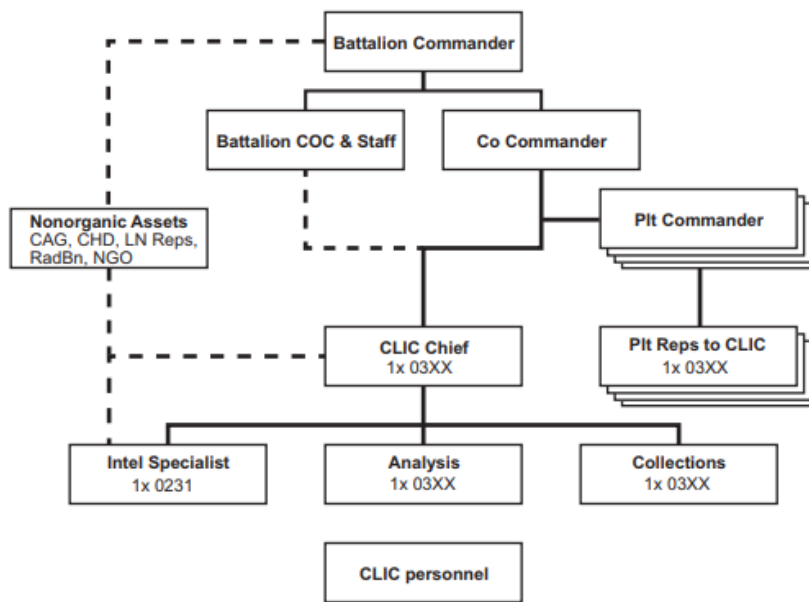 Battalion Commander
Battalion COC & Staff
Co Commander
Nonorganic Assets
CAG, CHD, LN Reps,
RadBn, NGO
Plt Commander
CLIC Chief
1x 03XX
Plt Reps to CLIC
1x 03XX
Intel Specialist
1x 0231
Analysis
1x 03XX
Collections
1x 03XX
CLIC personnel